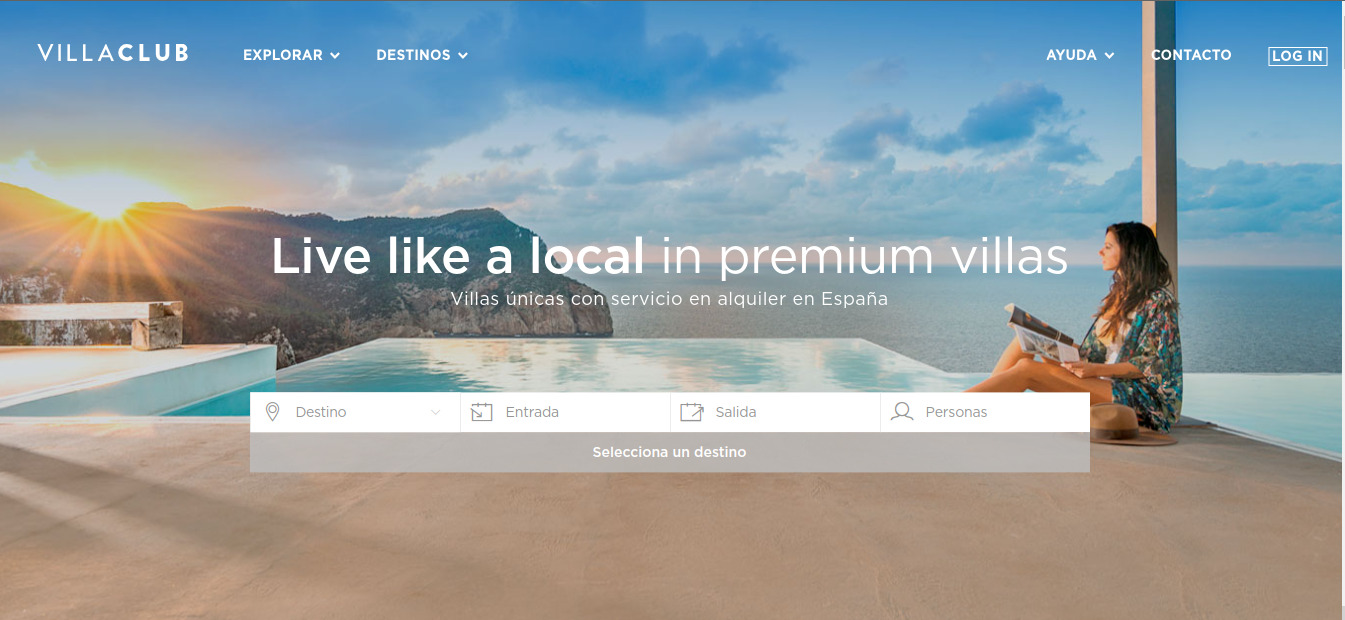 VILLACLUB EXPLORAR DESTINOS AYUDA CONTACTO LOG IN
Live like a local in premium villas
Villas únicas con servicio en alquiler en España
Destino Entrada Salida Personas
Selecciona un destino